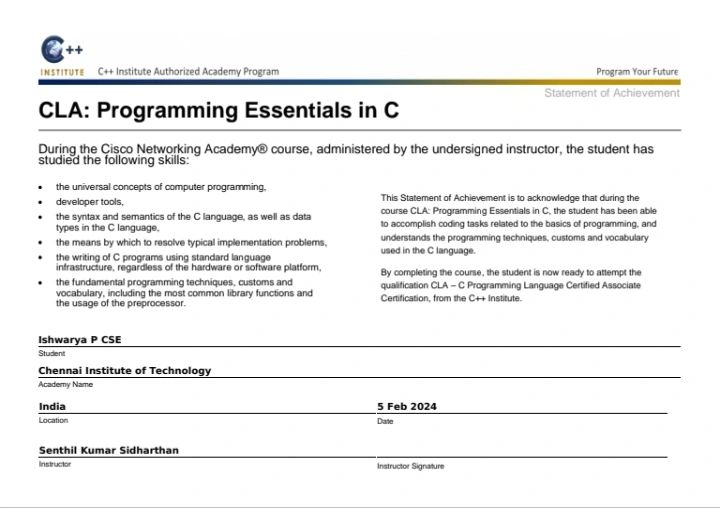 C++
INSTITUTE
C++ Institute Authorized Academy Program
Program Your Future
Statement of Achievement
CLA: Programming Essentials in C
During the Cisco Networking Academy® course, administered by the undersigned instructor, the student has
studied the following skills:
• the universal concepts of computer programming,
• developer tools,
• the syntax and semantics of the C language, as well as data
types in the C language,
• the means by which to resolve typical implementation problems,
• the writing of C programs using standard language
infrastructure, regardless of the hardware or software platform,
• the fundamental programming techniques, customs and
vocabulary, including the most common library functions and
the usage of the preprocessor.
This Statement of Achievement is to acknowledge that during the
course CLA: Programming Essentials in C, the student has been able
to accomplish coding tasks related to the basics of programming, and
understands the programming techniques, customs and vocabulary
used in the C language.
By completing the course, the student is now ready to attempt the
qualification CLA – C Programming Language Certified Associate
Certification, from the C++ Institute.
Ishwarya P CSE
Student
Chennai Institute of Technology
Academy Name
India
Location
5 Feb 2024
Date
Senthil Kumar Sidharthan
Instructor
Instructor Signature